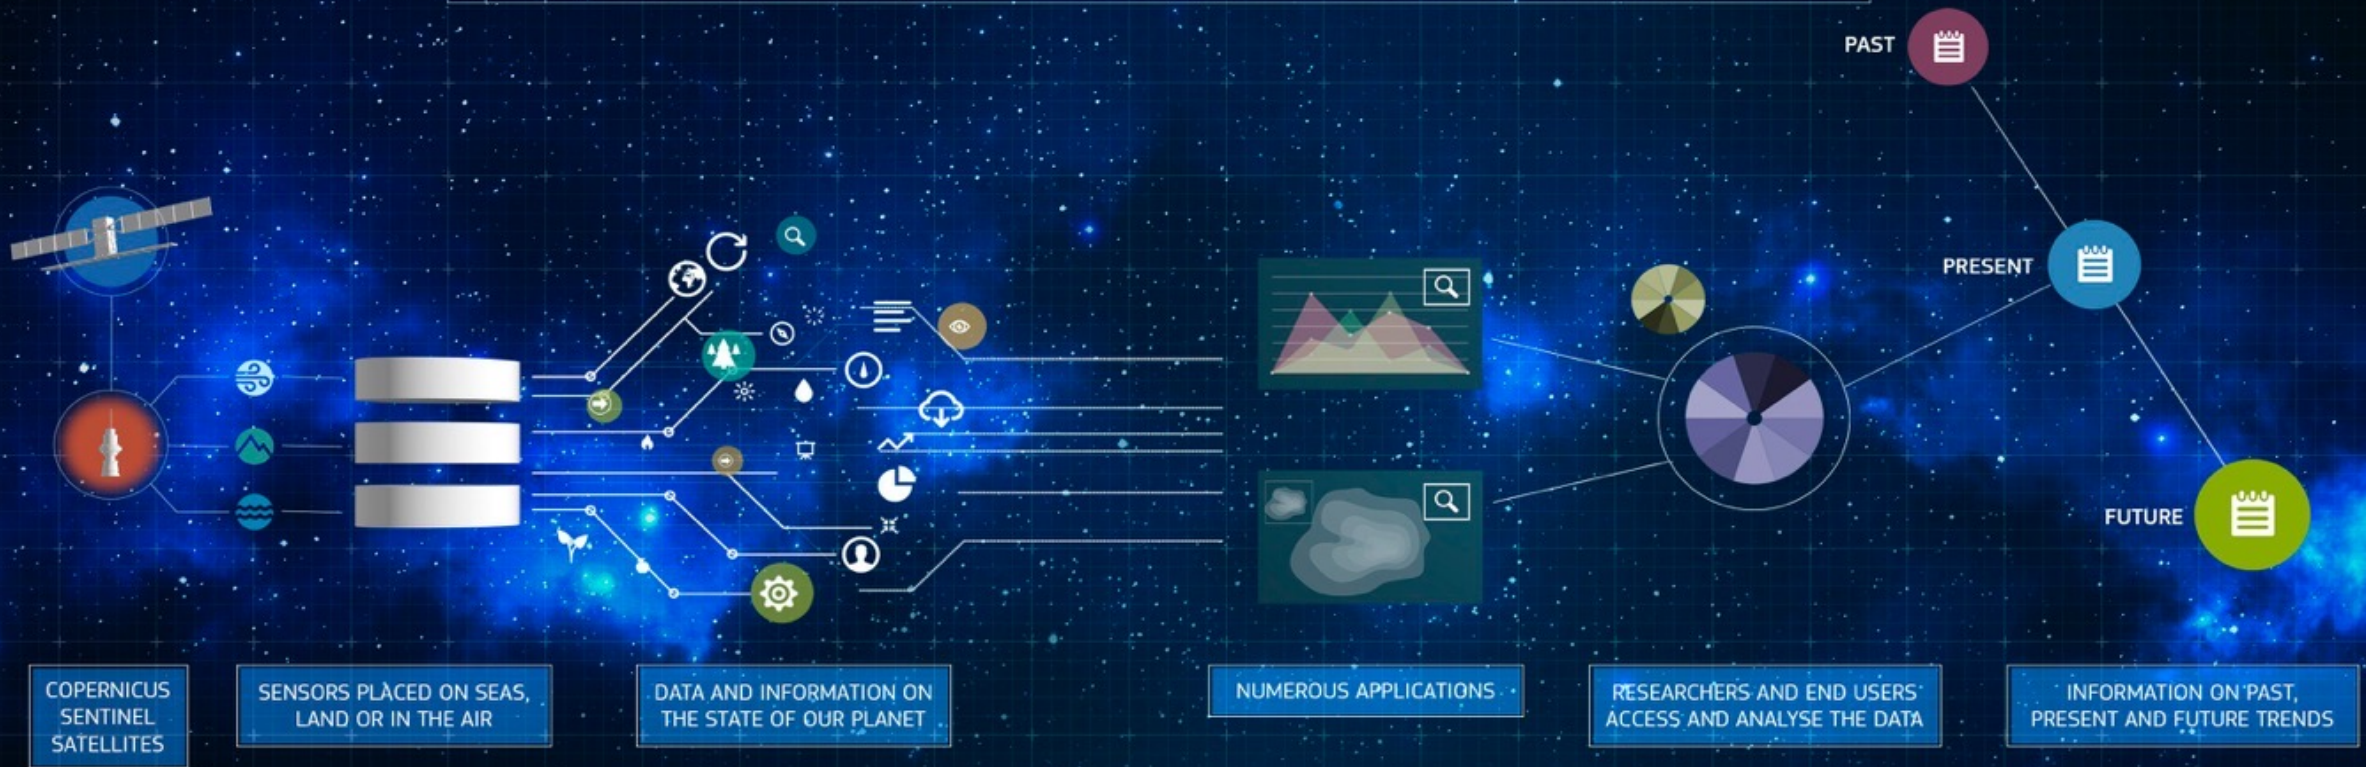 PAST
PRESENT
FUTURE
COPERNICUS
SENTINEL
SATELLITES
SENSORS PLACED ON SEAS,
LAND OR IN THE AIR
DATA AND INFORMATION ON
THE STATE OF OUR PLANET
NUMEROUS APPLICATIONS
RESEARCHERS AND END USERS
ACCESS AND ANALYSE THE DATA
INFORMATION ON PAST,
PRESENT AND FUTURE TRENDS